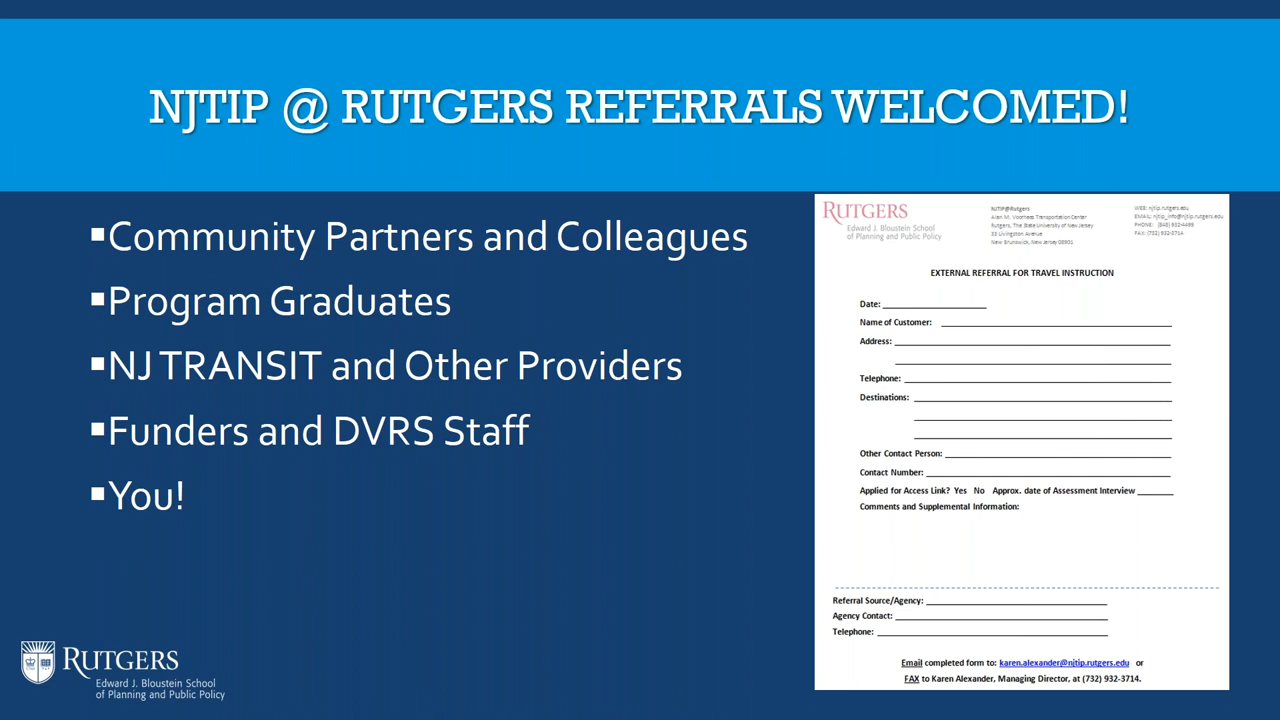 NJTIP @ RUTGERS REFERRALS WELCOMED!
▪Community Partners and Colleagues
▪Program Graduates
▪NJ TRANSIT and Other Providers
▪Funders and DVRS Staff
▪You!
RUTGERS
Edward J. Bloustein School
of Planning and Public Policy
RUTGERS
Edward J. Bloustein School
of Planning and Public Policy
NJTIP@Rutgers
Alan M. Voorhees Transportation Center
Rutgers, The State University of New Jersey
33 Livingston Avenue
New Brunswick, New Jersey 08901
WEB: njtip.rutgers.edu
EMAIL: njtip_info@njtip.rutgers.edu
PHONE: (848) 932-4499
FAX: (732) 932-3714
EXTERNAL REFERRAL FOR TRAVEL INSTRUCTION
Date:
Name of Customer:
Address:
Telephone:
Destinations:
Other Contact Person:
Contact Number:
Applied for Access Link? Yes No Approx. date of Assessment Interview
Comments and Supplemental Information:
Referral Source/Agency:
Agency Contact:
Telephone:
Email completed form to: karen.alexander@njtip.rutgers.edu or
FAX to Karen Alexander, Managing Director, at (732) 932-3714.